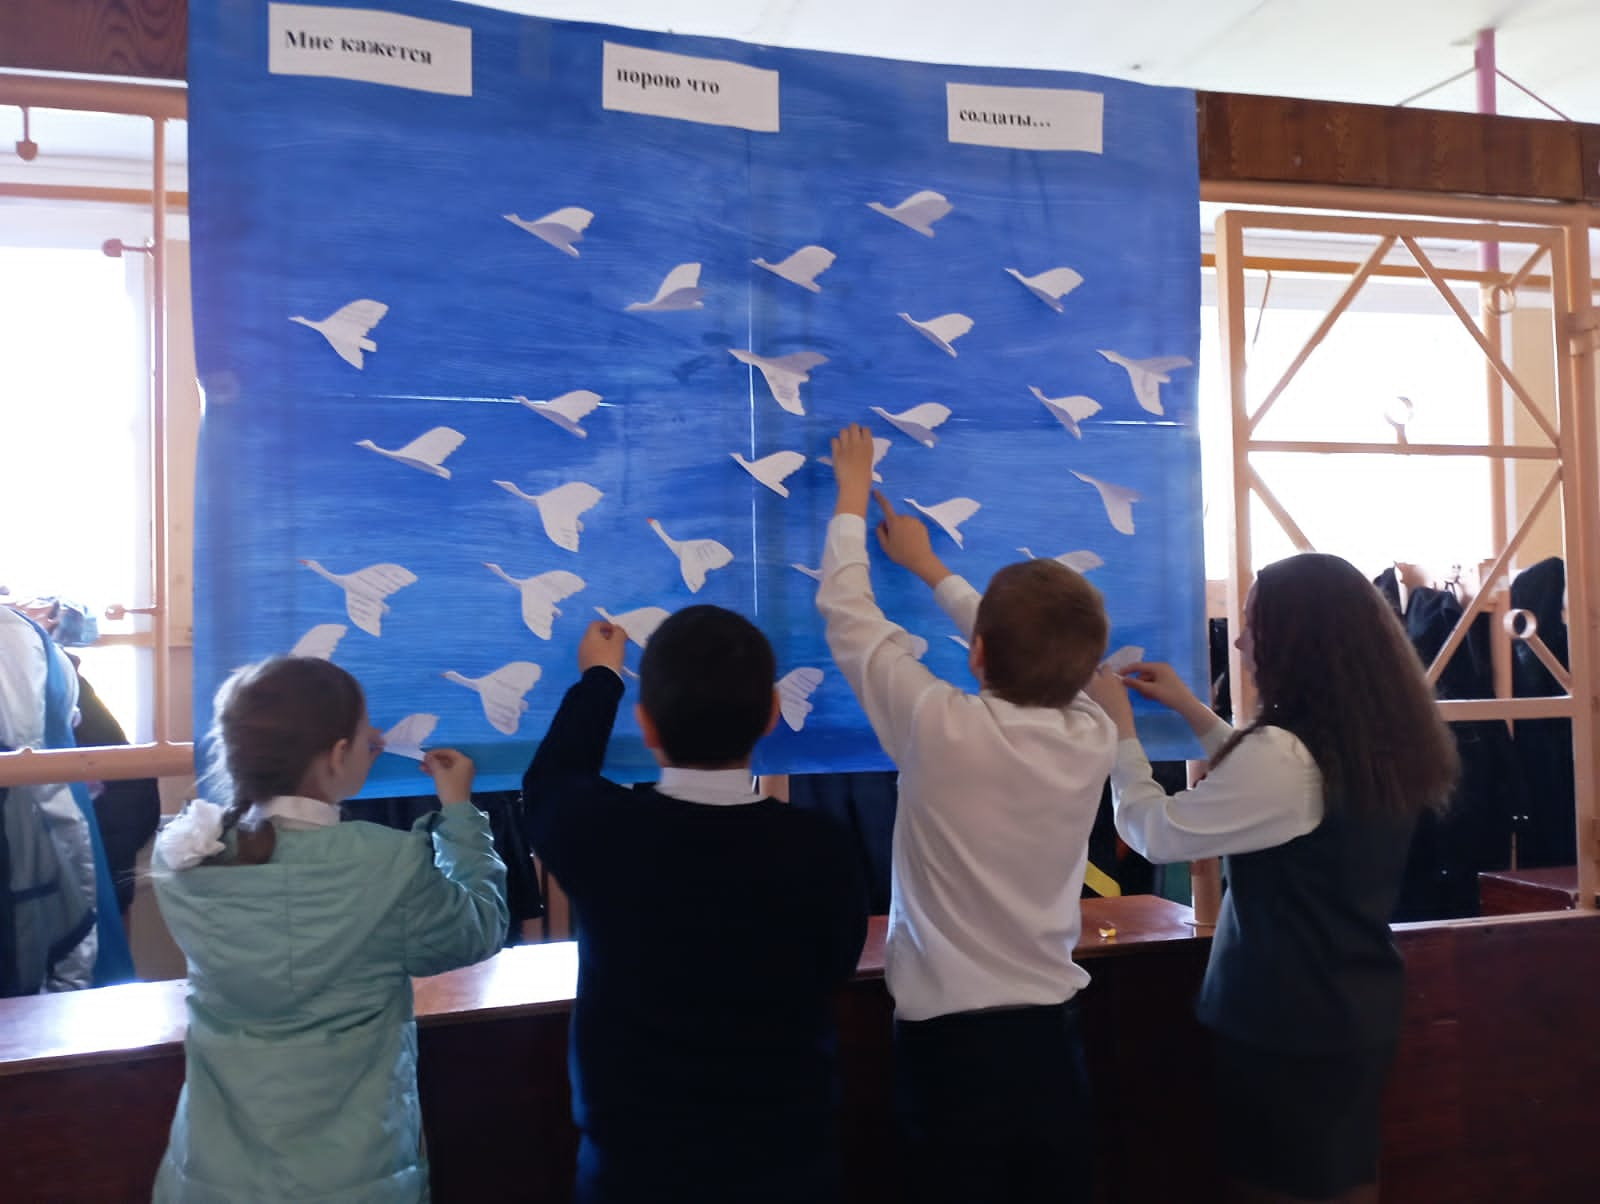 Мне кажется
порою что
солдаты...